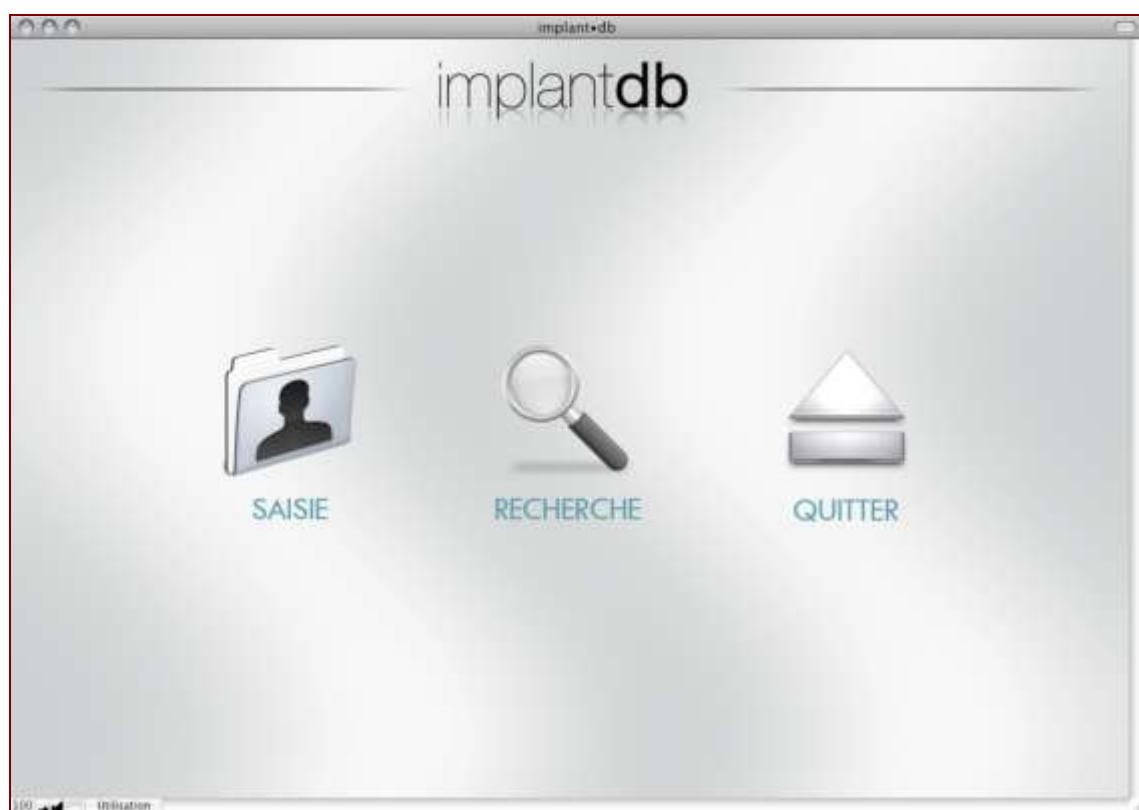 implant•db
implantdb
SAISIE
RECHERCHE
QUITTER
100
Utilisation